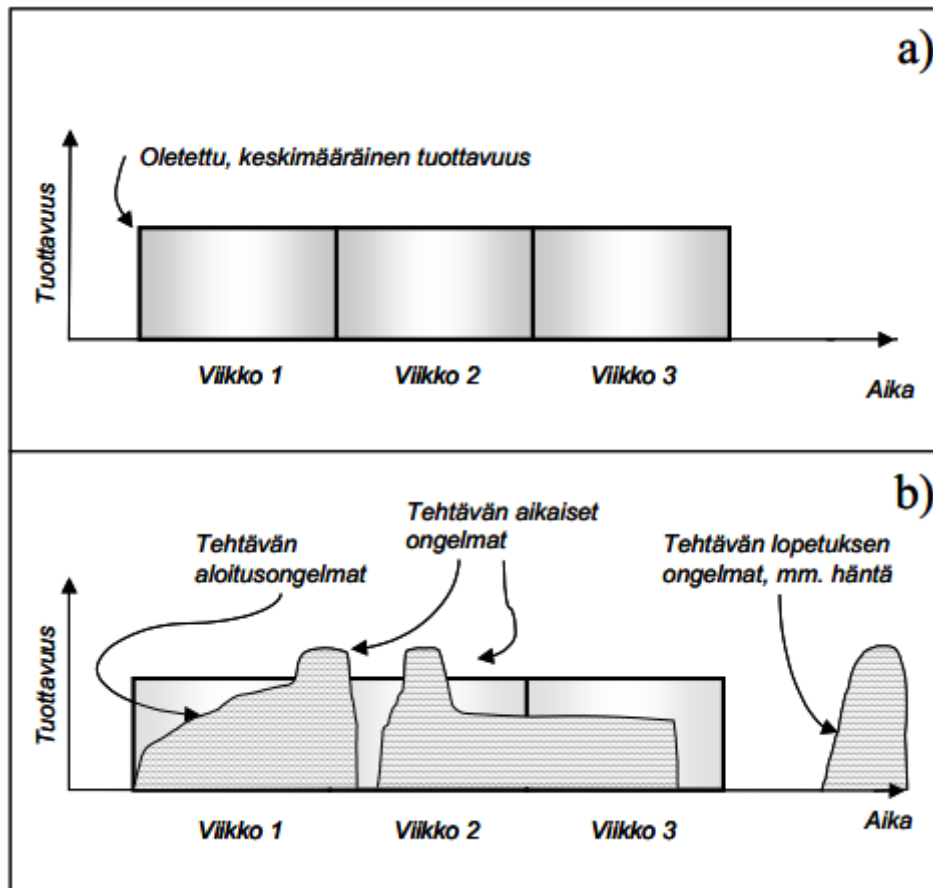 a)
Oletettu, keskimääräinen tuottavuus
Tuottavuus
Viikko 1 Viikko 2 Viikko 3
Aika
b)
Tehtävän
aloitusongelmat
Tehtävän aikaiset
ongelmat
Tehtävän lopetuksen
ongelmat, mm. häntä
Tuottavuus
Viikko 1 Viikko 2 Viikko 3
Aika